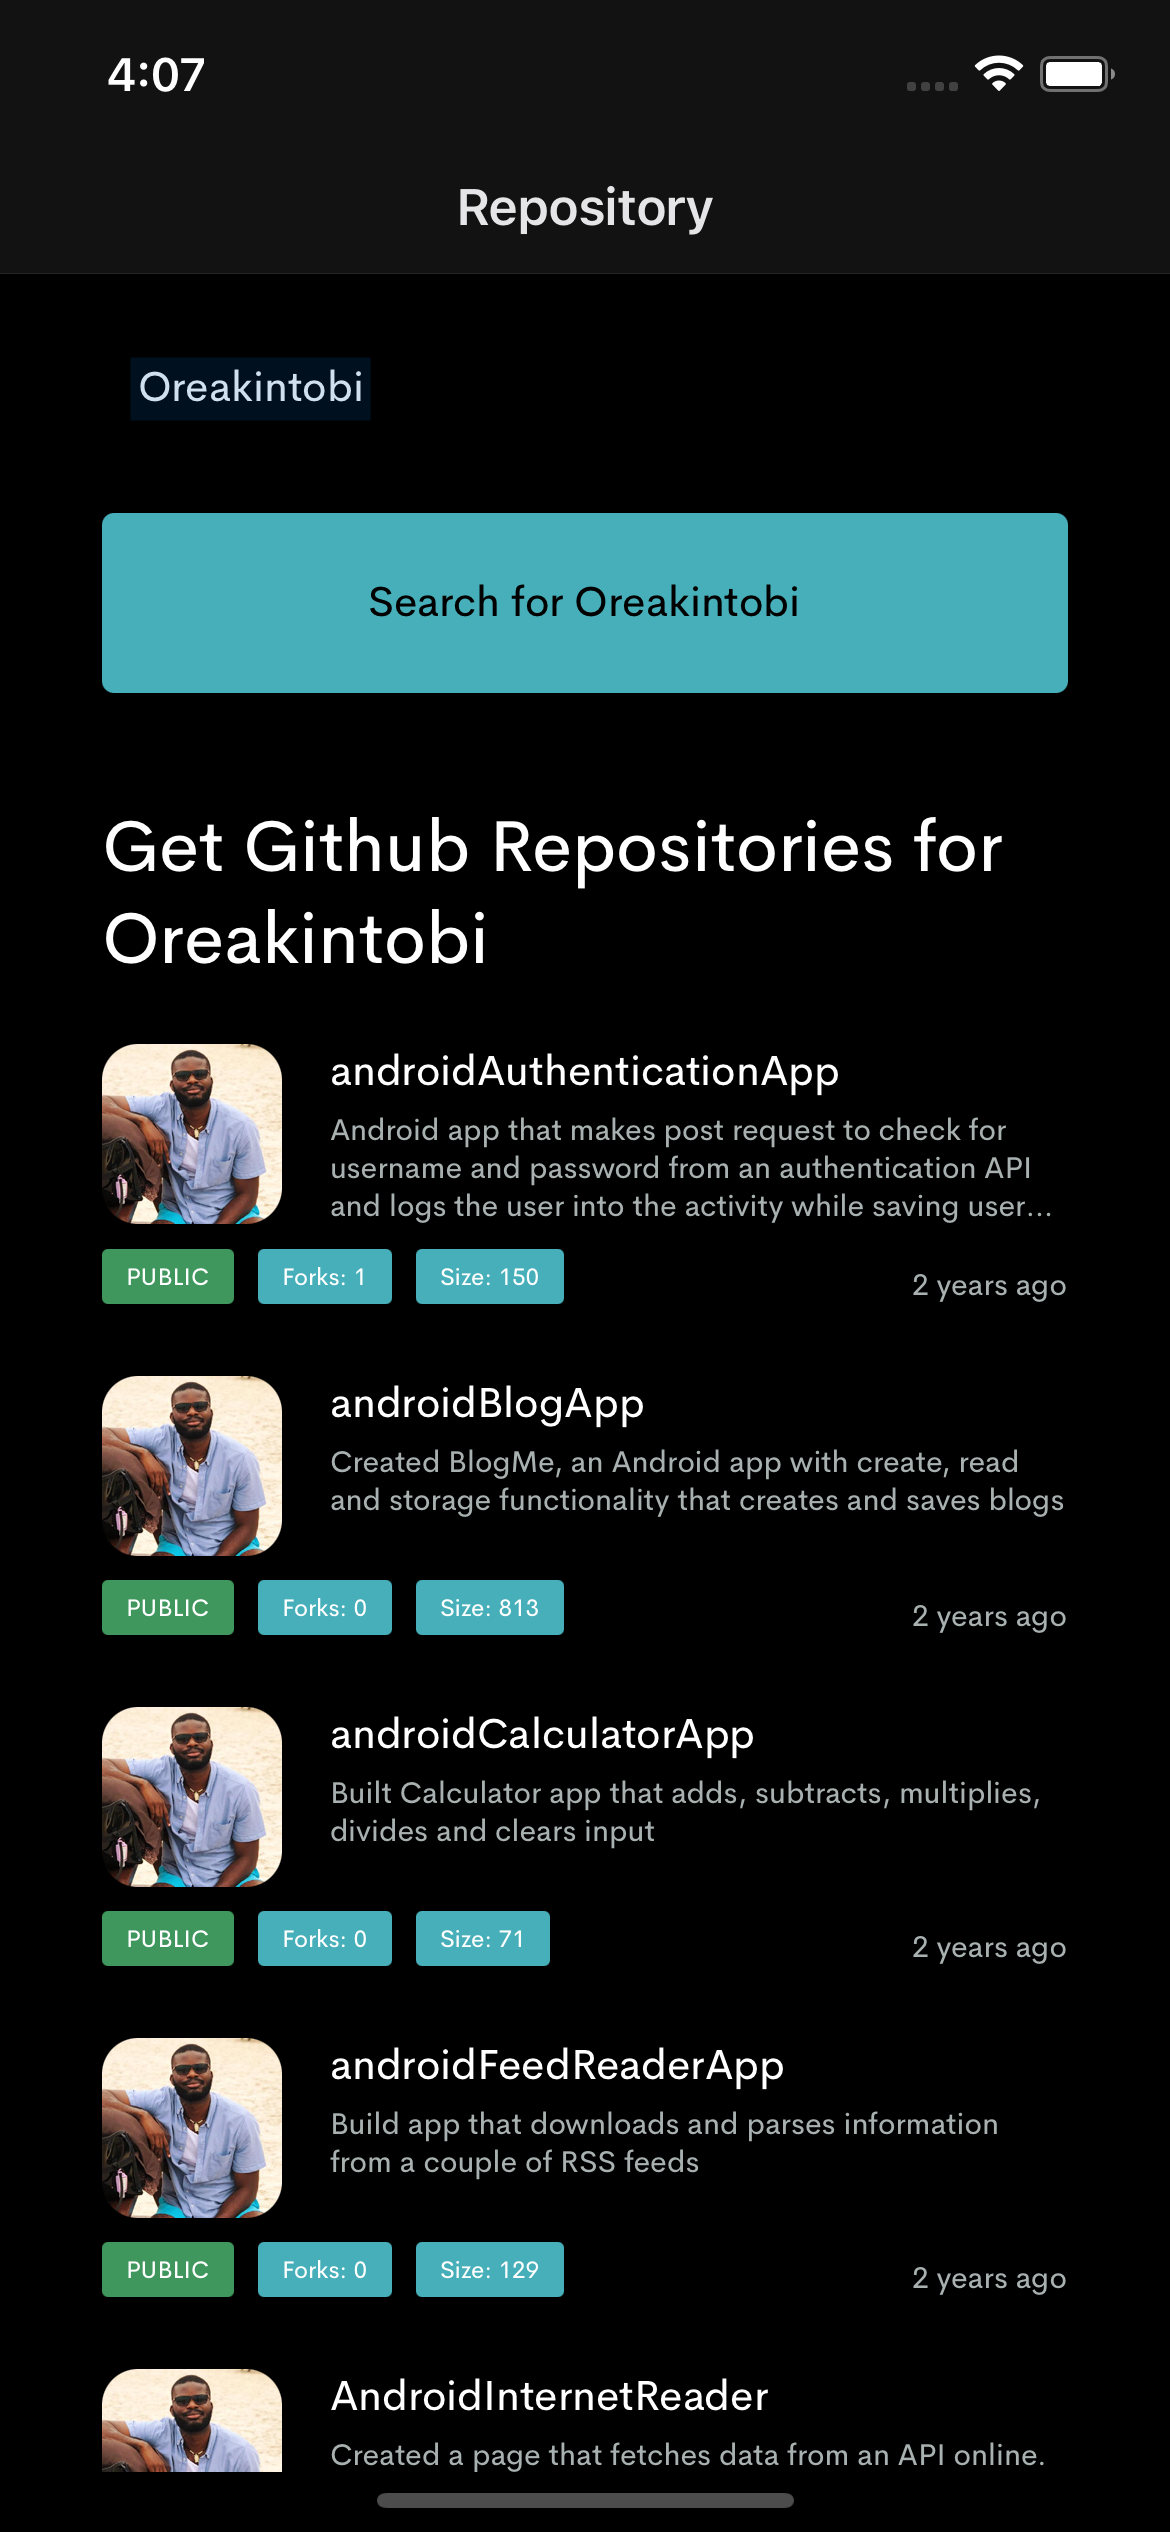 4:07
Repository
Oreakintobi
Search for Oreakintobi
Get Github Repositories for
Oreakintobi
androidAuthenticationApp
Android app that makes post request to check for
username and password from an authentication API
and logs the user into the activity while saving user...
PUBLIC Forks: 1 Size: 150 2 years ago
androidBlogApp
Created BlogMe, an Android app with create, read
and storage functionality that creates and saves blogs
PUBLIC Forks: 0 Size: 813 2 years ago
androidCalculatorApp
Built Calculator app that adds, subtracts, multiplies,
divides and clears input
PUBLIC Forks: 0 Size: 71 2 years ago
androidFeedReaderApp
Build app that downloads and parses information
from a couple of RSS feeds
PUBLIC Forks: 0 Size: 129 2 years ago
AndroidInternetReader
Created a page that fetches data from an API online.